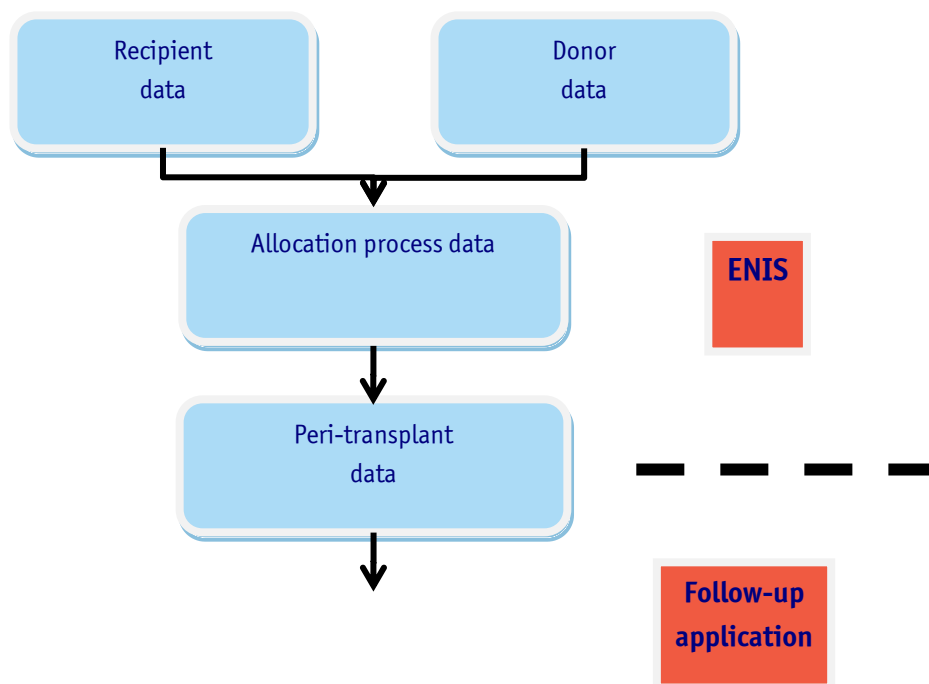 Recipient
data
Donor
data
Allocation process data
ENIS
Peri-transplant
data
Follow-up
application